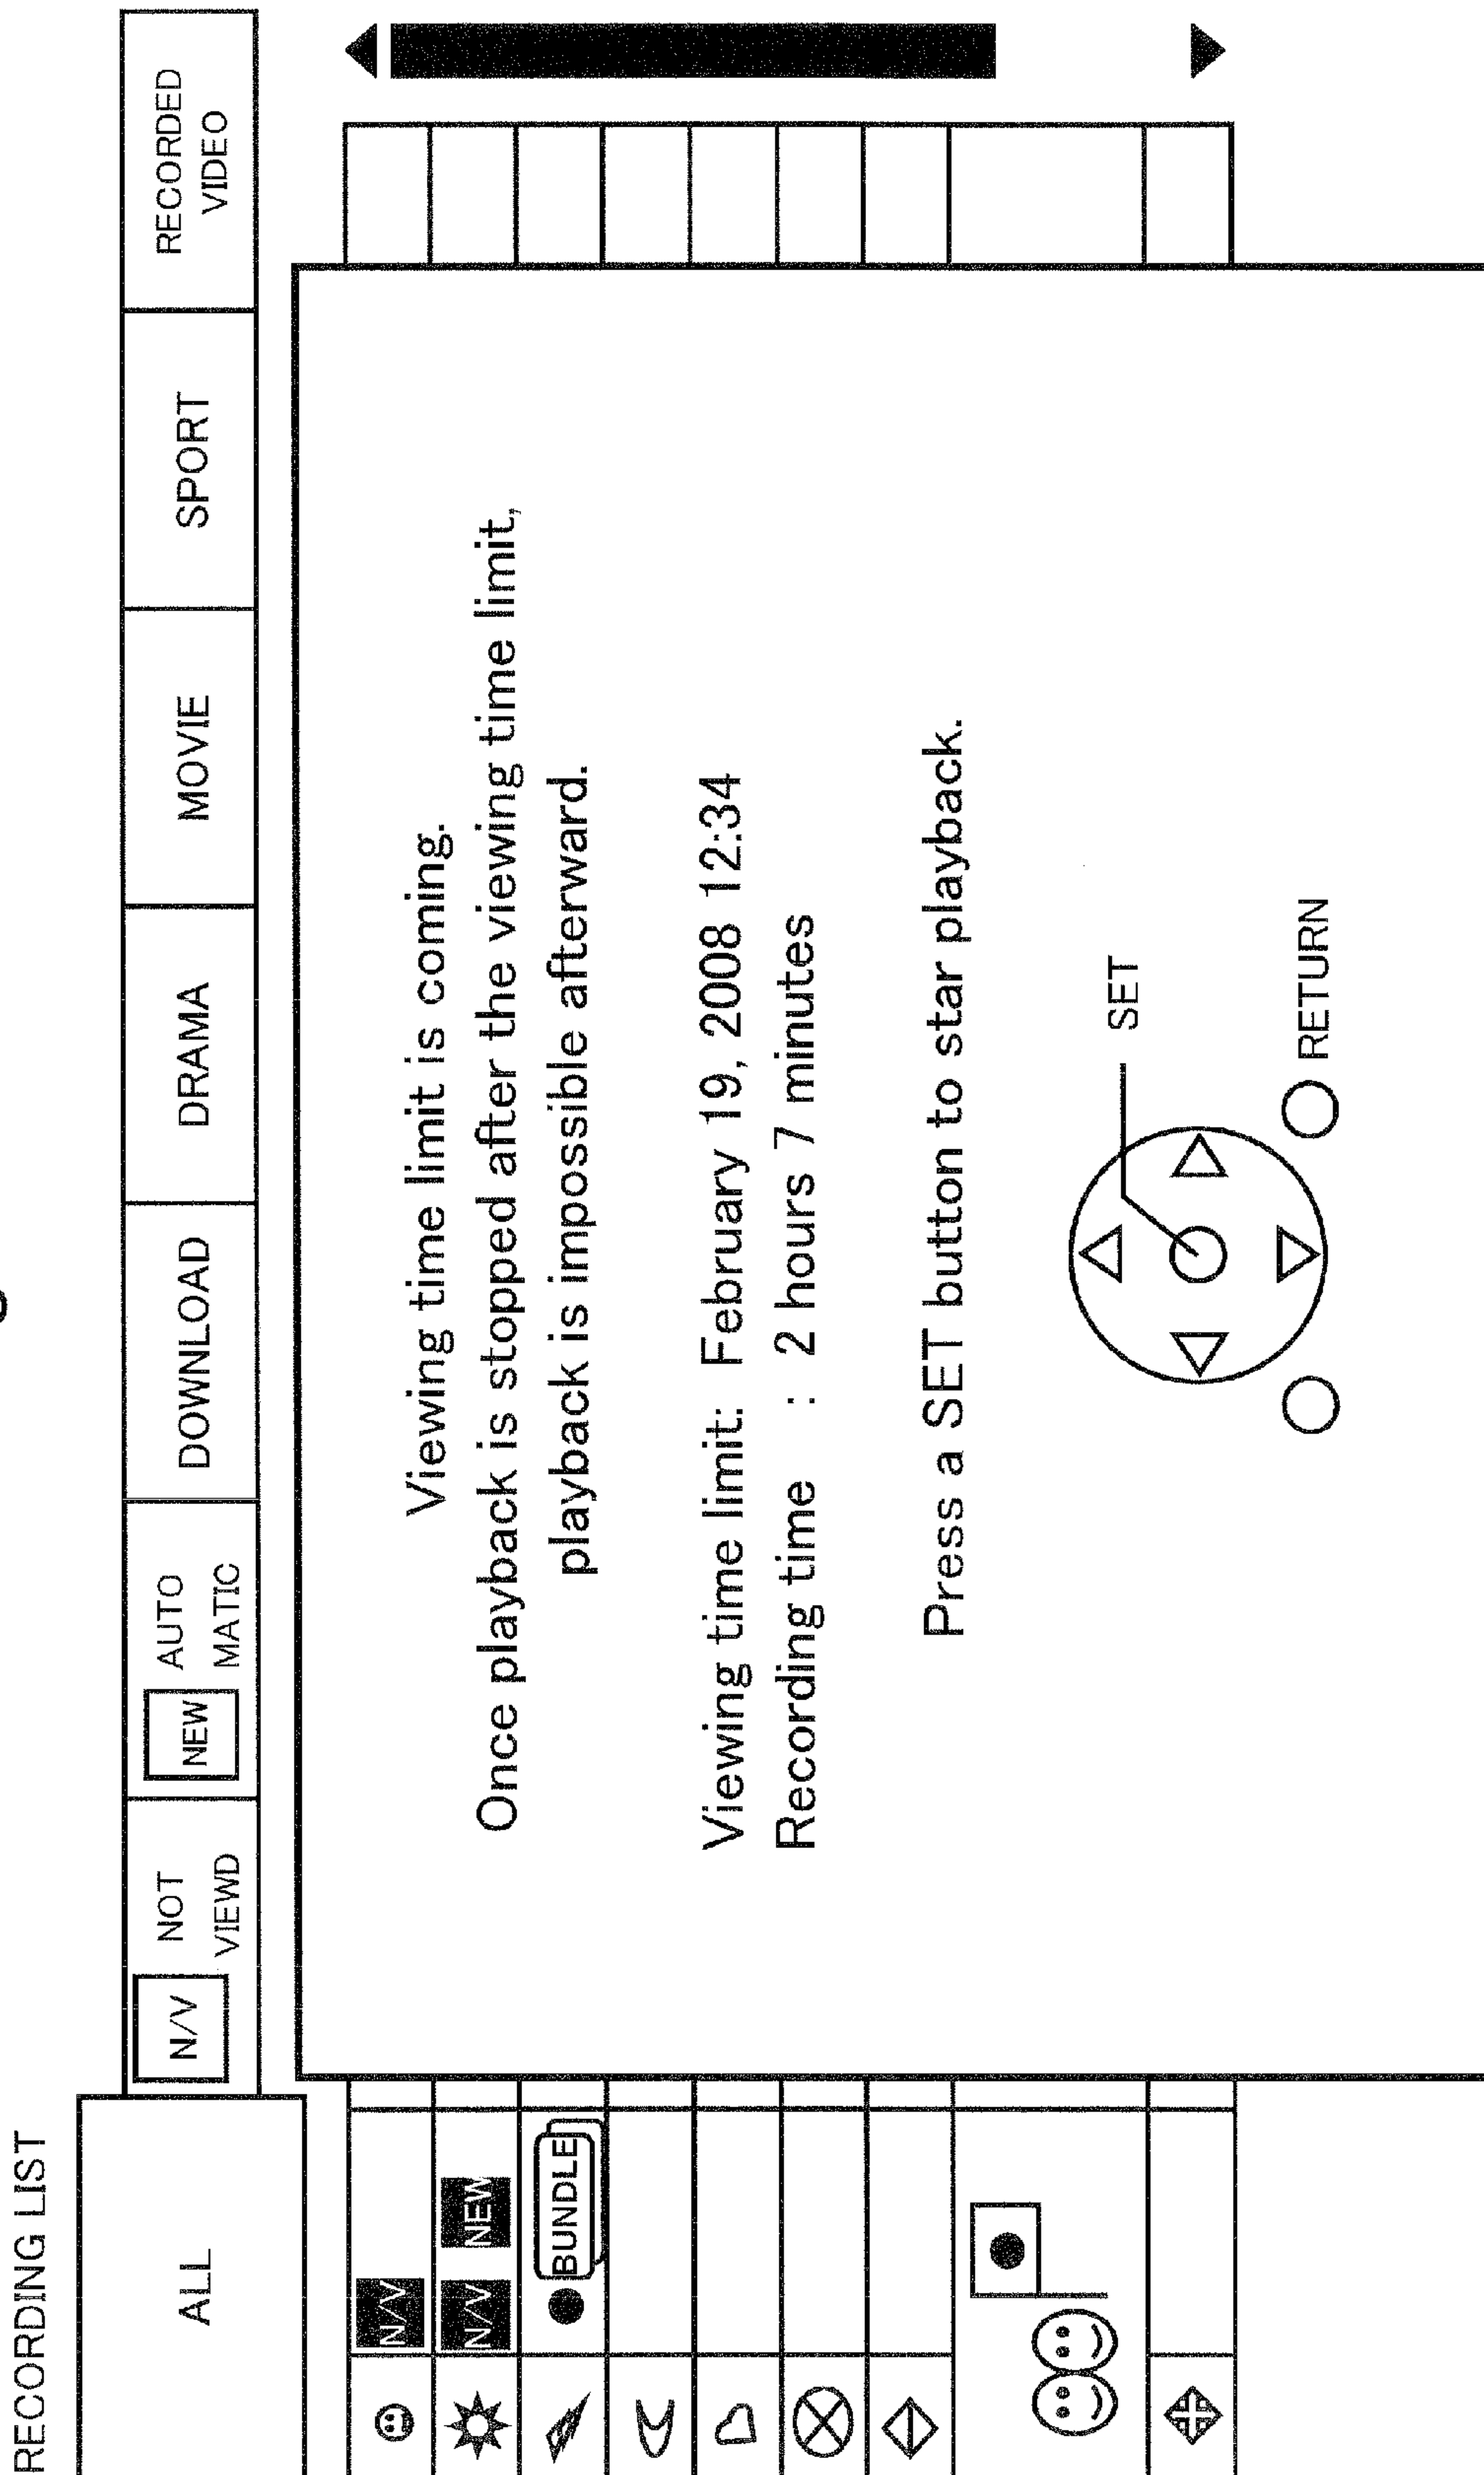 RECORDING LIST
ALL
N/V
NOT
VIEWD
NEW
AUTO
MATIC
DOWNLOAD
DRAMA
MOVIE
SPORT
RECORDED
VIDEO
N/V
N/V NEW
BUNDLE
Viewing time limit is coming.
Once playback is stopped after the viewing time limit,
playback is impossible afterward.
Viewing time limit: February 19, 2008 12:34
Recording time : 2 hours 7 minutes
Press a SET button to star playback.
SET
RETURN